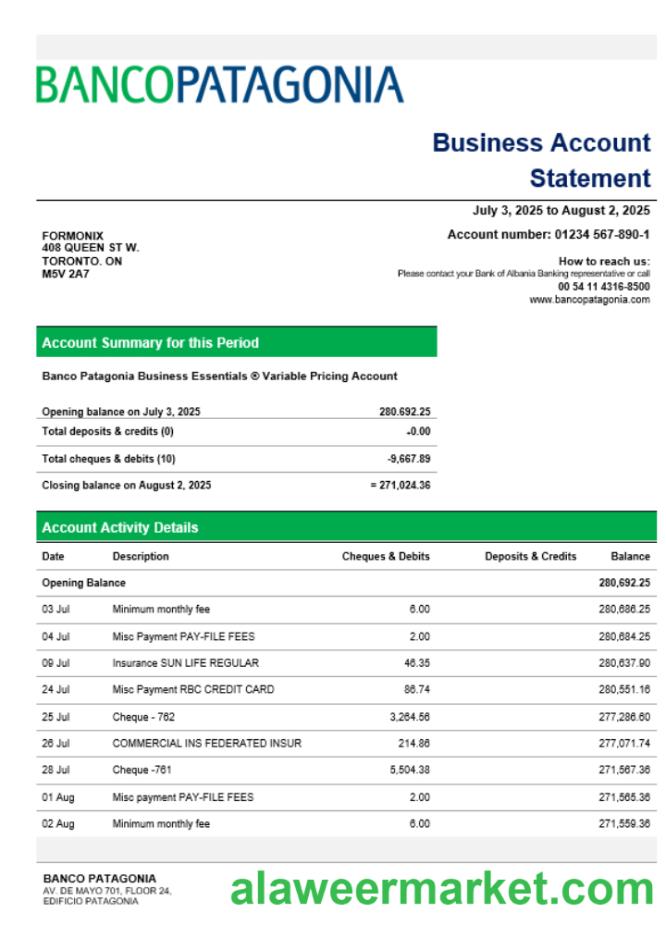 BANCOPATAGONIA
Business Account
Statement
July 3, 2025 to August 2, 2025
Account number: 01234 567-890-1
FORMONIX
408 QUEEN ST W.
TORONTO. ON
M5V 2A7
How to reach us:
Please contact your Bank of Albania Banking representative or call
00 54 11 4316-8500
www.bancopatagonia.com
Account Summary for this Period
Banco Patagonia Business Essentials ® Variable Pricing Account
Opening balance on July 3, 2025 280.692.25
Total deposits & credits (0) -0.00
Total cheques & debits (10) -9,667.89
Closing balance on August 2, 2025 = 271,024.36
Account Activity Details
Date Description Cheques & Debits Deposits & Credits Balance
Opening Balance 280,692.25
03 Jul Minimum monthly fee 6.00 280,686.25
04 Jul Misc Payment PAY-FILE FEES 2.00 280,684.25
09 Jul Insurance SUN LIFE REGULAR 46.35 280,637.90
24 Jul Misc Payment RBC CREDIT CARD 86.74 280,551.16
25 Jul Cheque - 762 3,264.56 277,286.60
26 Jul COMMERCIAL INS FEDERATED INSUR 214.86 277,071.74
28 Jul Cheque -761 5,504.38 271,567.36
01 Aug Misc payment PAY-FILE FEES 2.00 271,565.36
02 Aug Minimum monthly fee 6.00 271,559.36
BANCO PATAGONIA
AV. DE MAYO 701, FLOOR 24,
EDIFICIO PATAGONIA
alaweermarket.com